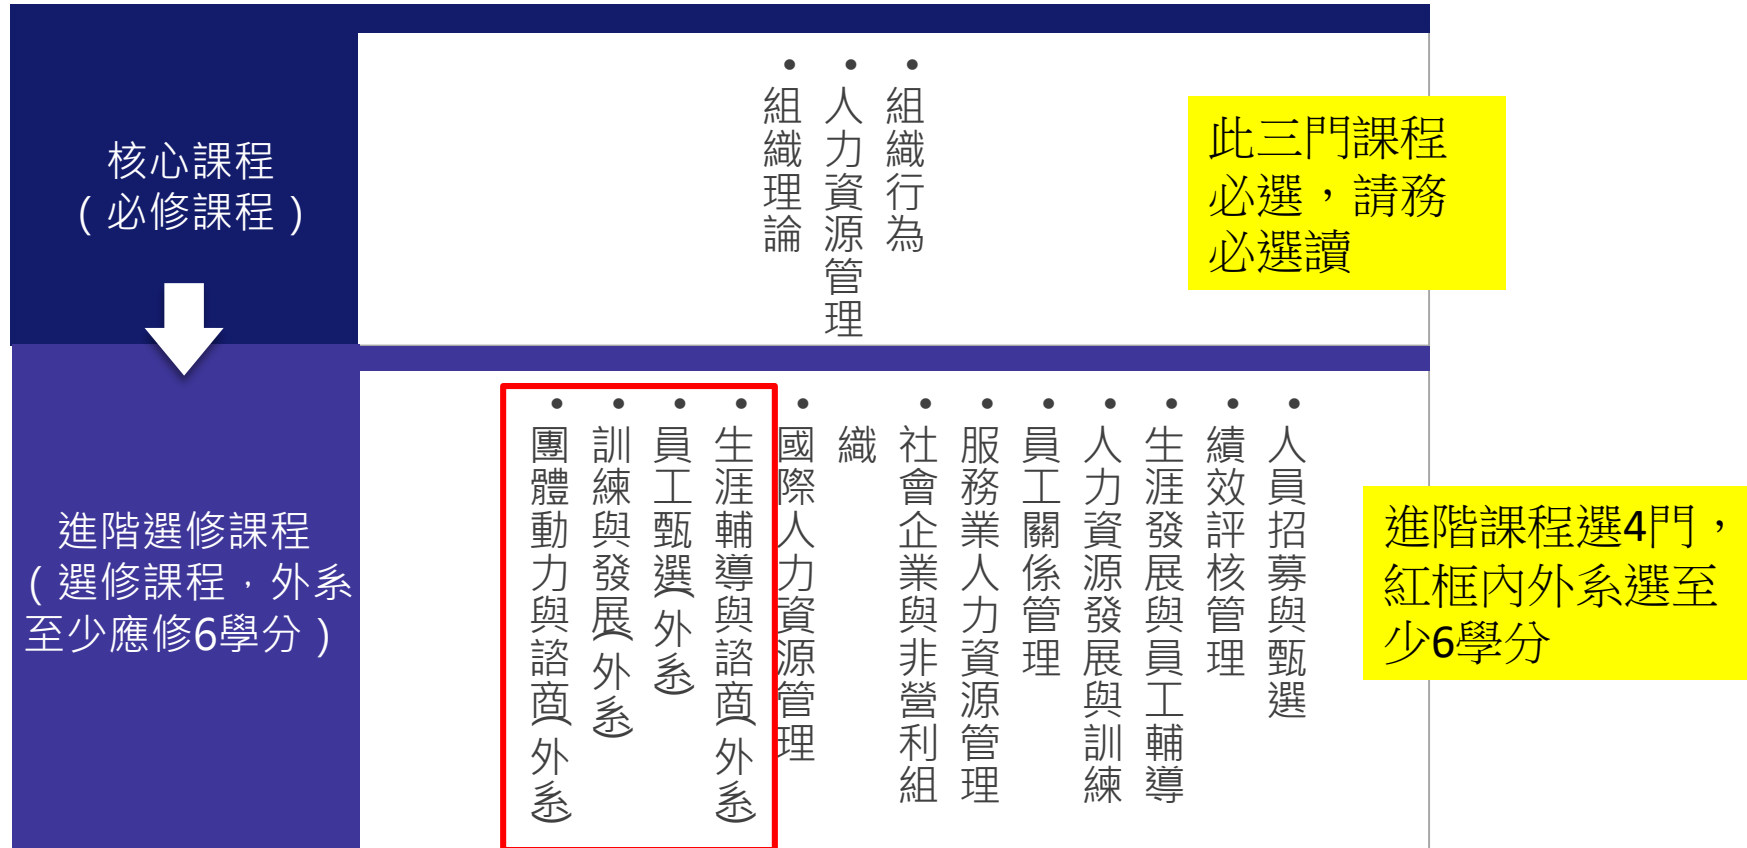 核心課程
(必修課程)
組織行為
人力資源管理
組織理論
此三門課程
必選，請務
必選讀
進階選修課程
(選修課程，外系
至少應修6學分)
人員招募與甄選
績效評核管理
生涯發展與員工輔導
人力資源發展與訓練
員工關係管理
服務業人力資源管理
社會企業與非營利組
織
國際人力資源管理
生涯輔導與諮商(外系)
員工甄選(外系)
訓練與發展(外系)
團體動力與諮商(外系)
進階課程選4門，
紅框內外系選至
少6學分